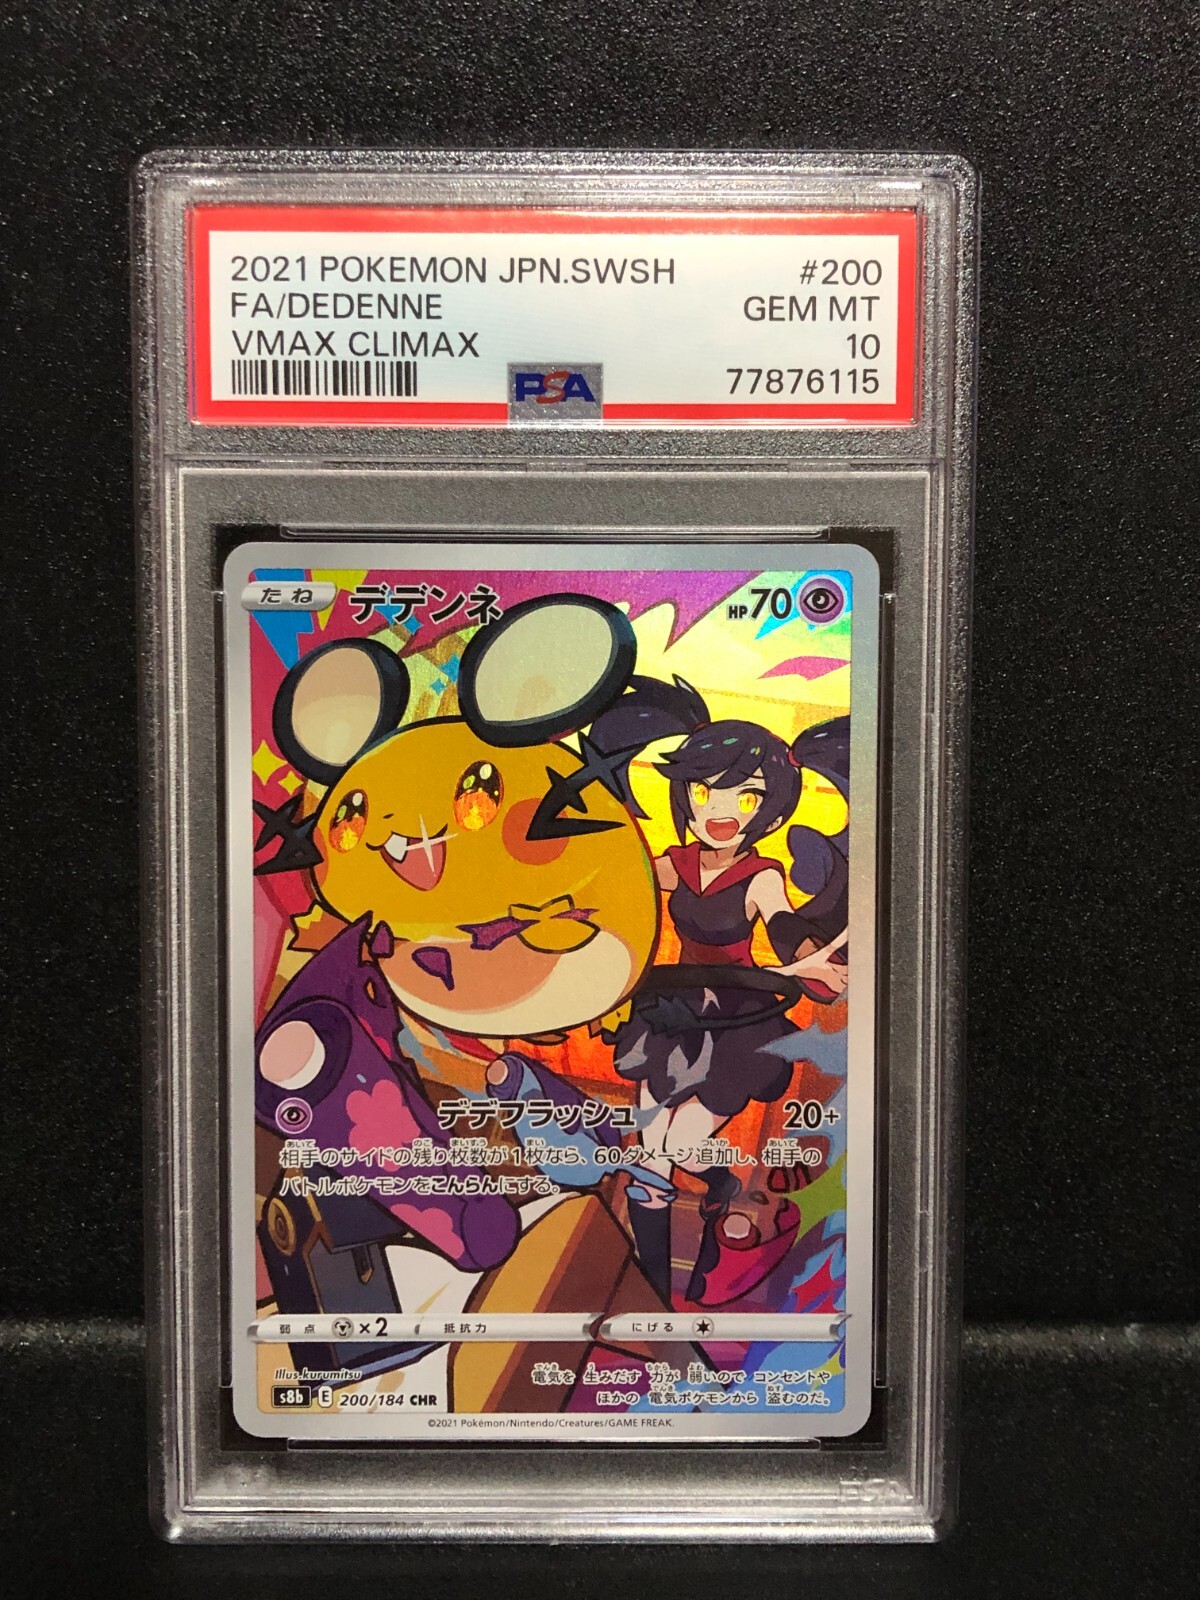 2021 POKEMON JPN.SWSH #200
FA/DEDENNE GEM MT
VMAX CLIMAX 10
PSA 77876115
たね デデンネ HP70
デデフラッシュ 20+
相手のサイドの残り枚数が1枚なら、60ダメージ追加し、相手の
バトルポケモンをこんらんにする。
弱点 ×2 抵抗力 にげる
Illus.kurumitsu
電気を 生みだす 力が 弱いので コンセントや
ほかの 電気ポケモンから 盗むのだ。
s8b E 200/184 CHR
©2021 Pokémon/Nintendo/Creatures/GAME FREAK.